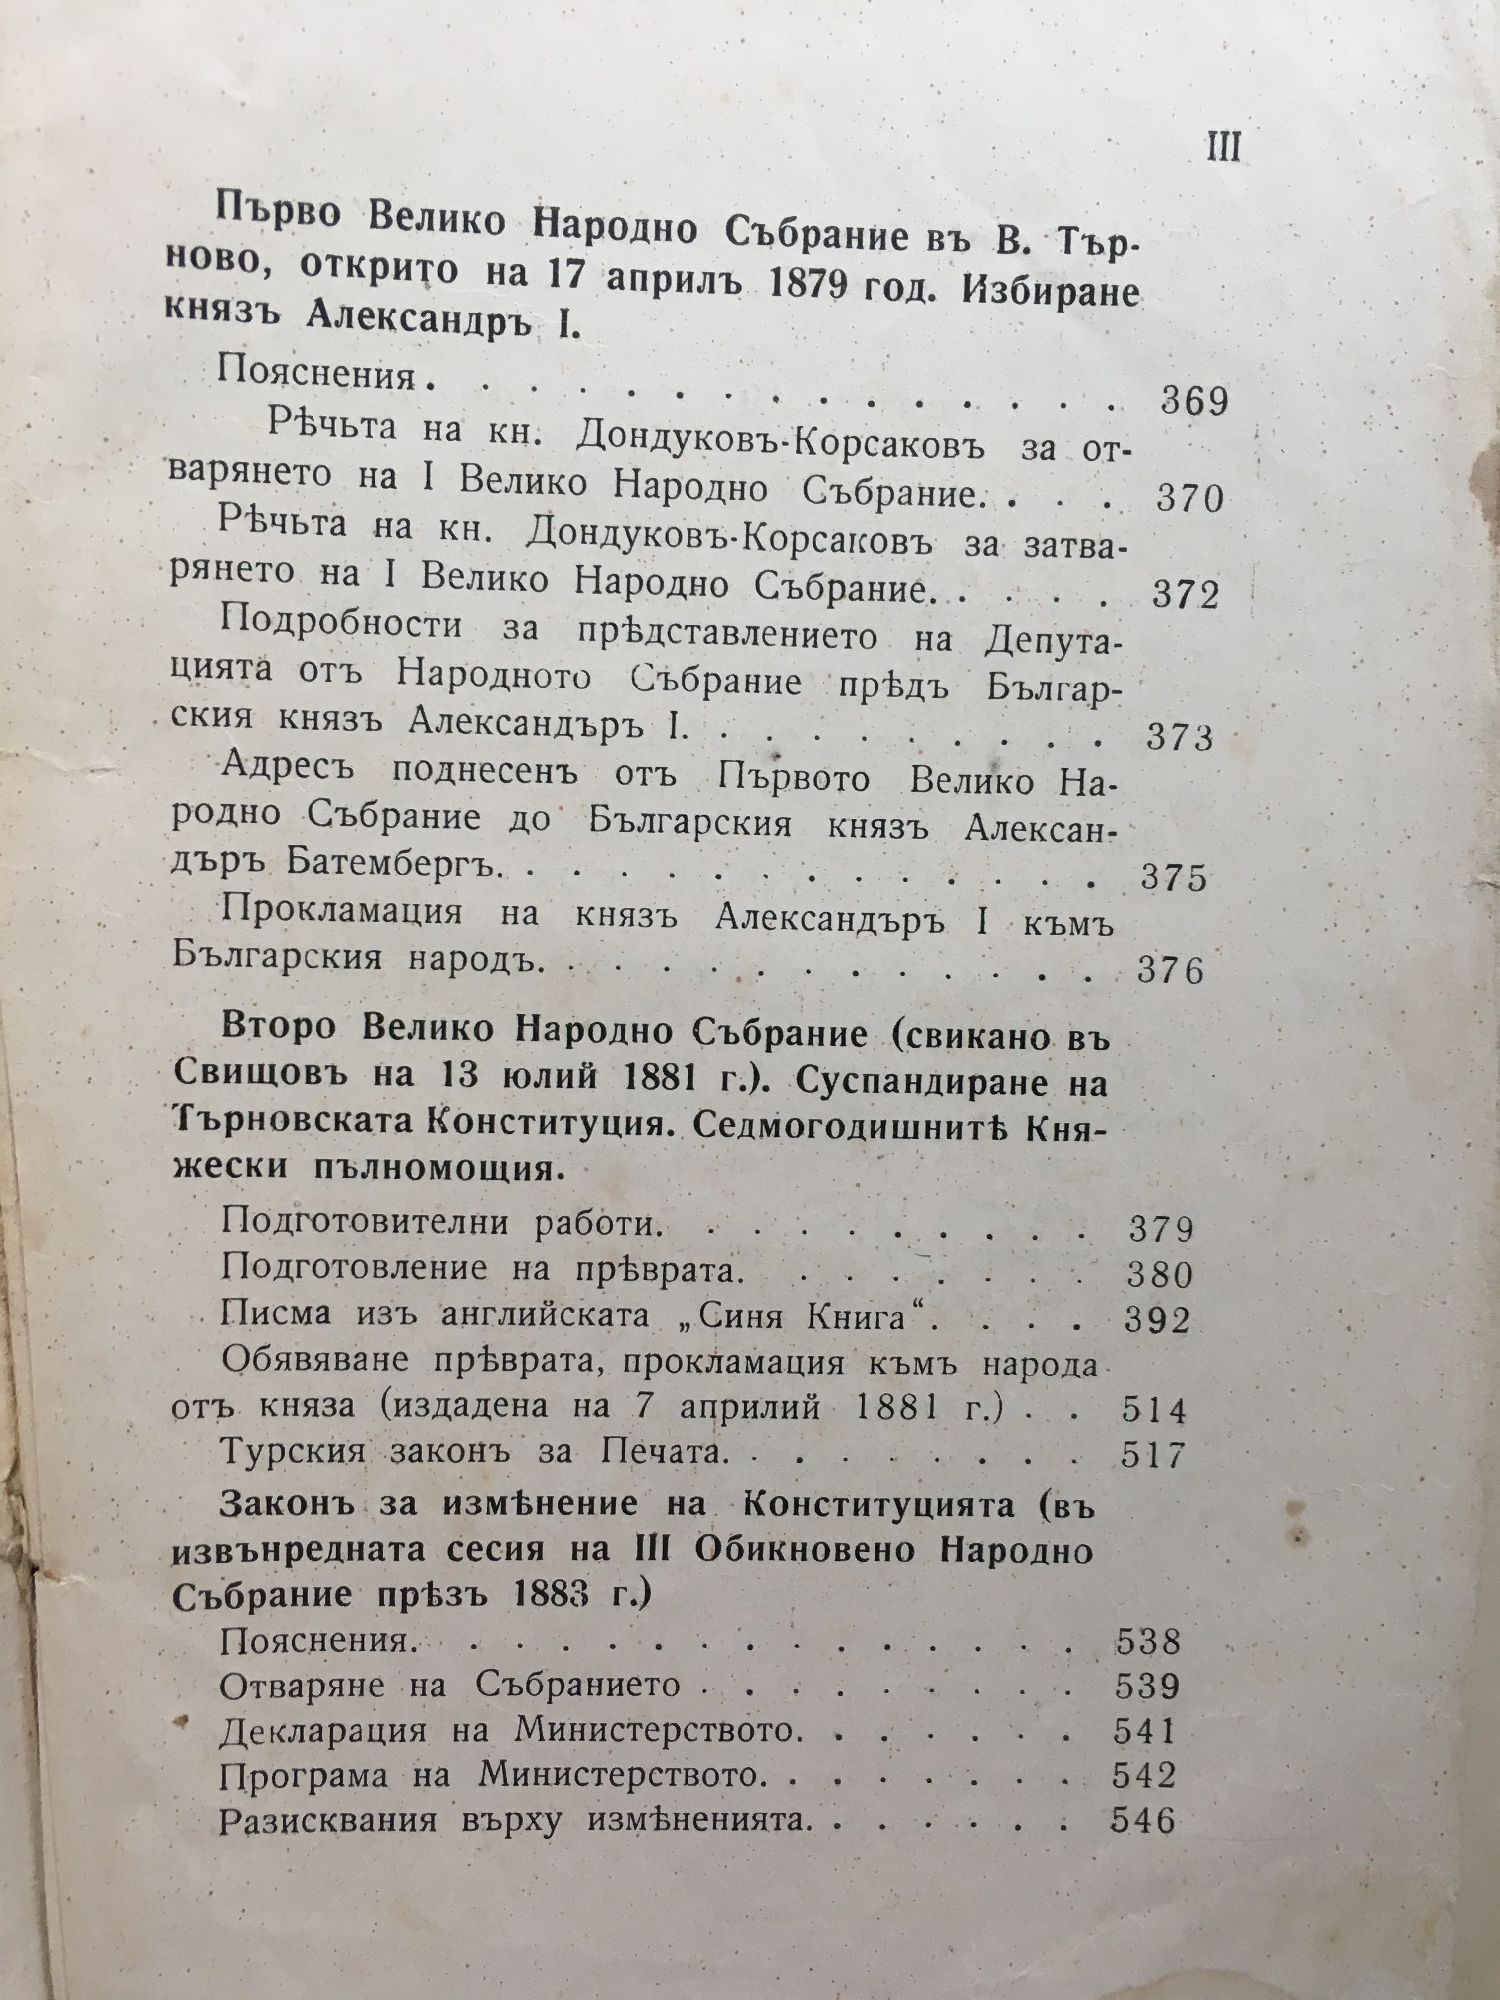 III
Първо Велико Народно Събрание въ В. Тър-
ново, открито на 17 априлъ 1879 год. Избиране
князъ Александръ I.
Пояснения. . . . . . . . . . . . . . . 369
Рѣчьта на кн. Дондуковъ-Корсаковъ за от-
варянето на I Велико Народно Събрание. . . . 370
Рѣчьта на кн. Дондуковъ-Корсаковъ за затва-
рянето на I Велико Народно Събрание. . . . . 372
Подробности за прѣдставлението на Депута-
цията отъ Народното Събрание прѣдъ Българ-
ския князъ Александъръ I. . . . . . . . . . 373
Адресъ поднесенъ отъ Първото Велико На-
родно Събрание до Българския князъ Алексан-
дъръ Батембергъ. . . . . . . . . . . . . . 375
Прокламация на князъ Александъръ I къмъ
Българския народъ. . . . . . . . . . . . . 376
Второ Велико Народно Събрание (свикано въ
Свищовъ на 13 юлий 1881 г.). Суспандиране на
Търновската Конституция. Седмогодишнитѣ Кня-
жески пълномощия.
Подготовителни работи. . . . . . . . . . 379
Подготовление на прѣврата. . . . . . . . 380
Писма изъ английската „Синя Книга“. . . . 392
Обявяване прѣврата, прокламация къмъ народа
отъ княза (издадена на 7 априлий 1881 г.) . . 514
Турския законъ за Печата. . . . . . . . . 517
Законъ за измѣнение на Конституцията (въ
извънредната сесия на III Обикновено Народно
Събрание прѣзъ 1883 г.)
Пояснения. . . . . . . . . . . . . . . 538
Отваряне на Събранието . . . . . . . . . 539
Декларация на Министерството. . . . . . . 541
Програма на Министерството. . . . . . . . 542
Разисквания върху измѣненията. . . . . . . 546